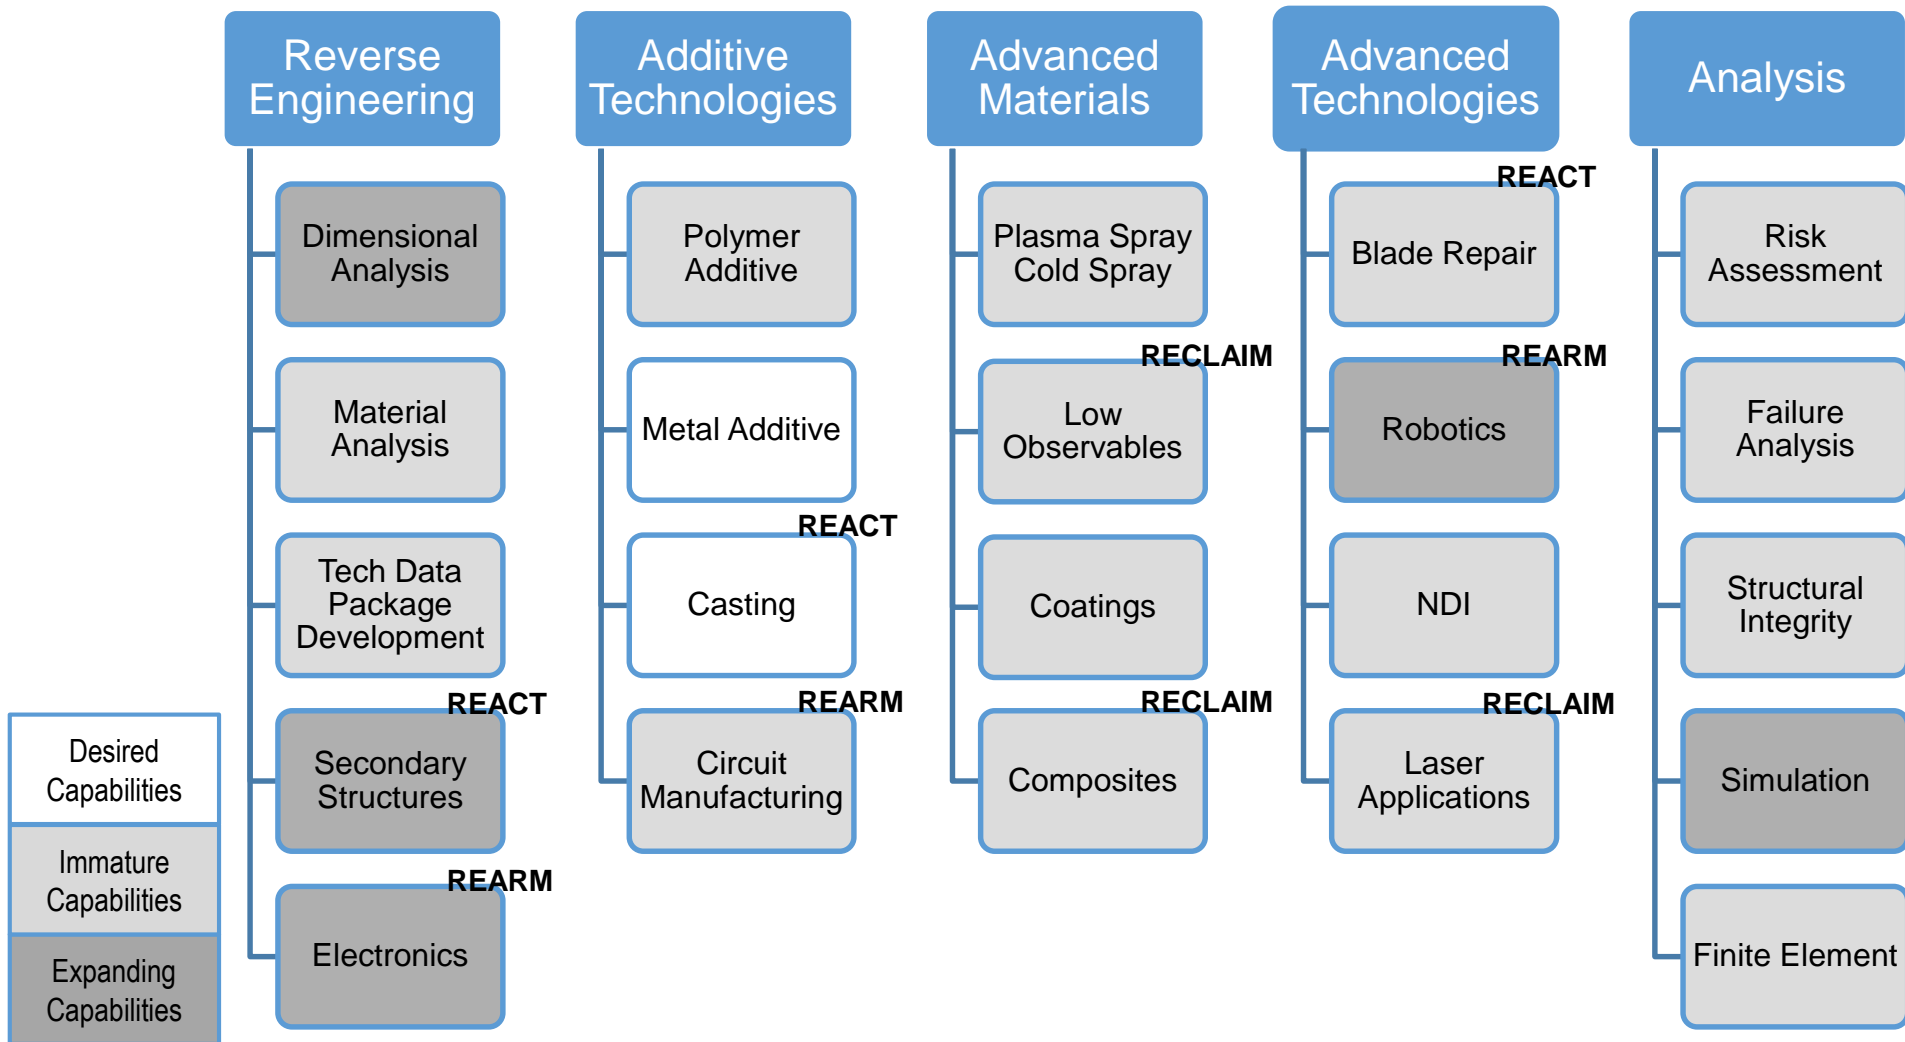 Reverse
Engineering
Dimensional
Analysis
Material
Analysis
Tech Data
Package
Development
REACT
Secondary
Structures
REARM
Electronics
Additive
Technologies
Polymer
Additive
Metal Additive
REACT
Casting
REARM
Circuit
Manufacturing
Advanced
Materials
Plasma Spray
Cold Spray
RECLAIM
Low
Observables
Coatings
RECLAIM
Composites
Advanced
Technologies
REACT
Blade Repair
REARM
Robotics
NDI
RECLAIM
Laser
Applications
Analysis
Risk
Assessment
Failure
Analysis
Structural
Integrity
Simulation
Finite Element
Desired
Capabilities
Immature
Capabilities
Expanding
Capabilities